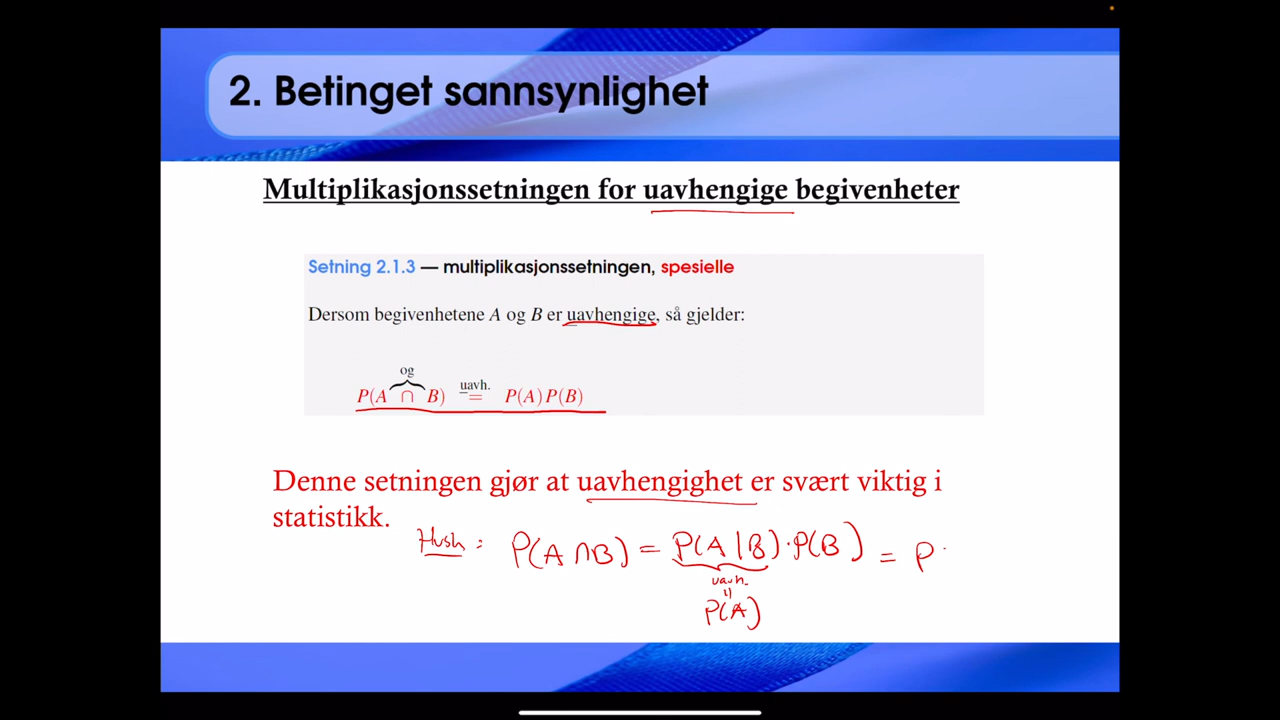 2. Betinget sannsynlighet
Multiplikasjonssetningen for uavhengige begivenheter
Setning 2.1.3 — multiplikasjonssetningen, spesielle
Dersom begivenhetene A og B er uavhengige, så gjelder:
og
uavh.
P(A ∩ B) = P(A)P(B)
Denne setningen gjør at uavhengighet er svært viktig i
statistikk.
Husk: P(A∩B) = P(A|B)·P(B) = P
uavh.
=
P(A)